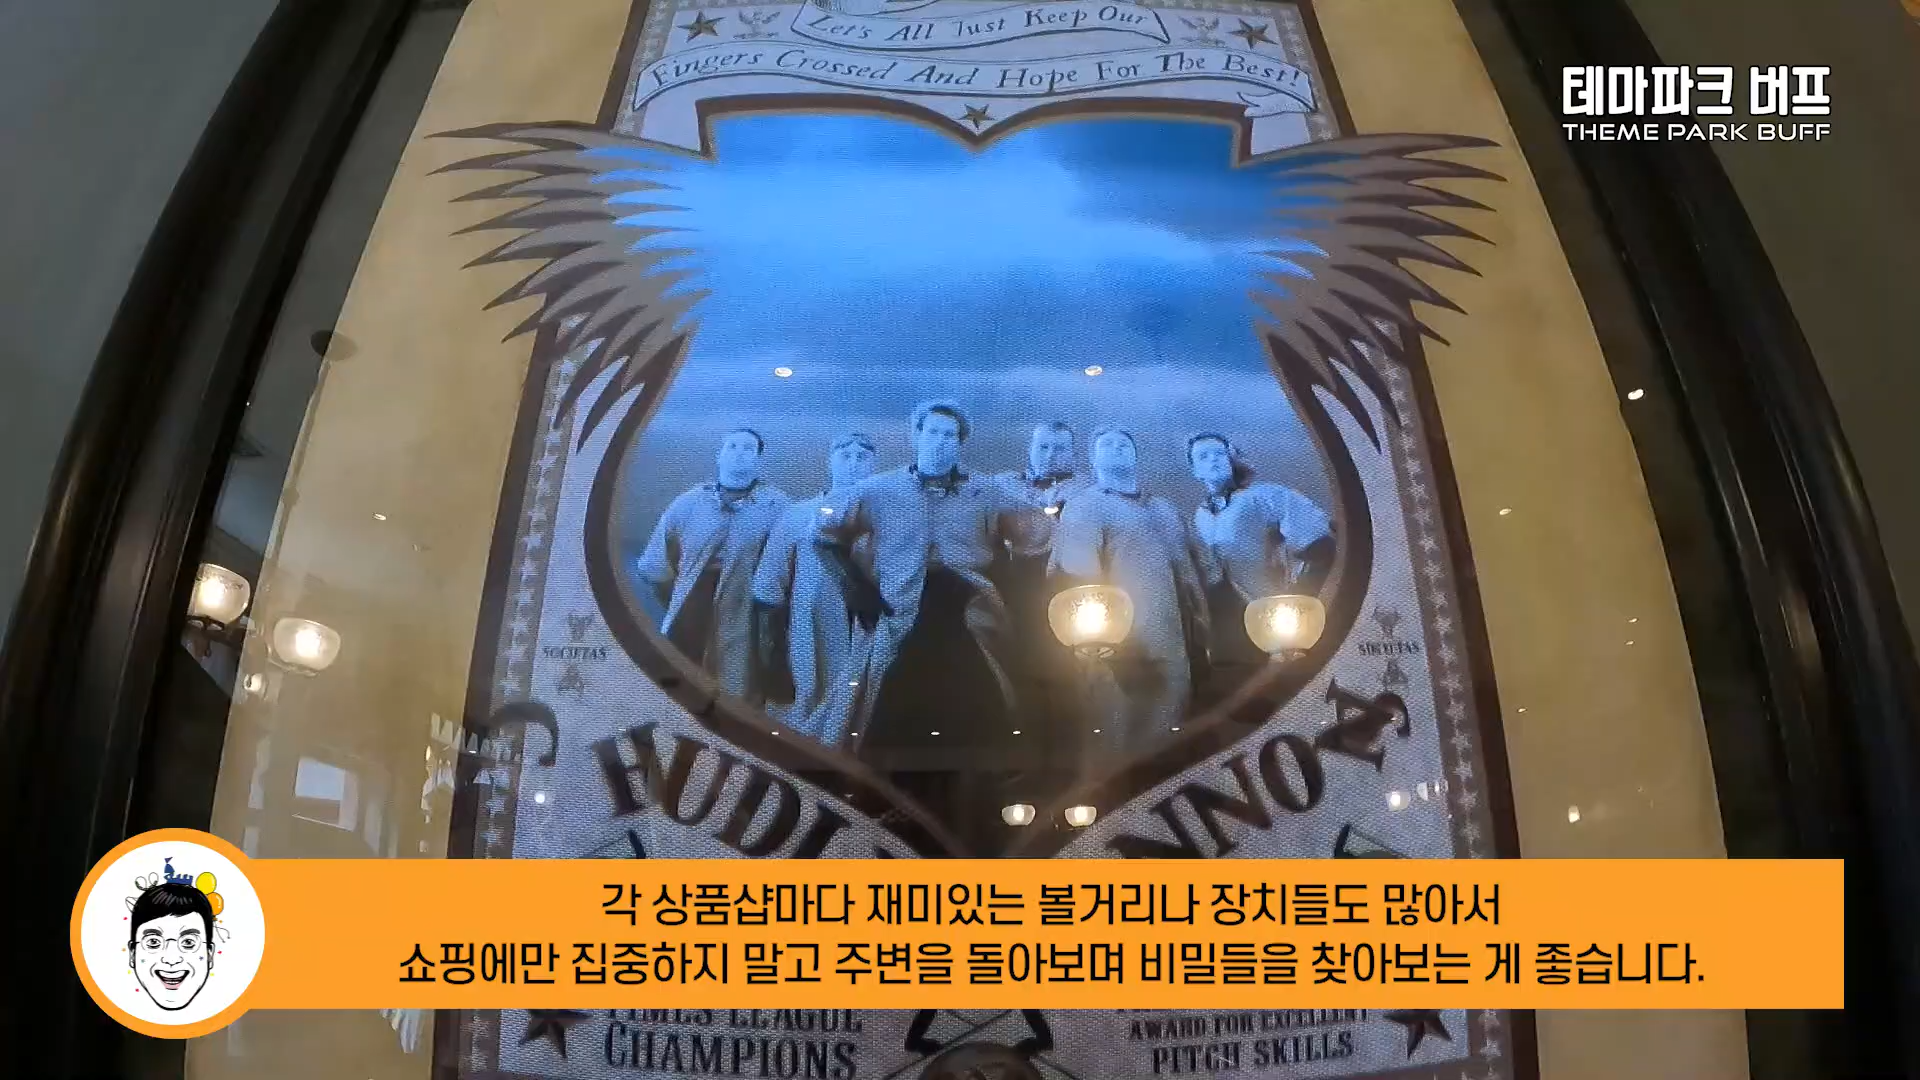 Let's All Just Keep Our
Fingers Crossed And Hope For The Best!
테마파크 버프
THEME PARK BUFF
SOCIETAS
SOCIETAS
각 상품샵마다 재미있는 볼거리나 장치들도 많아서
쇼핑에만 집중하지 말고 주변을 돌아보며 비밀들을 찾아보는 게 좋습니다.
CHAMPIONS
AWARD FOR EXCELLENT
PITCH SKILLS